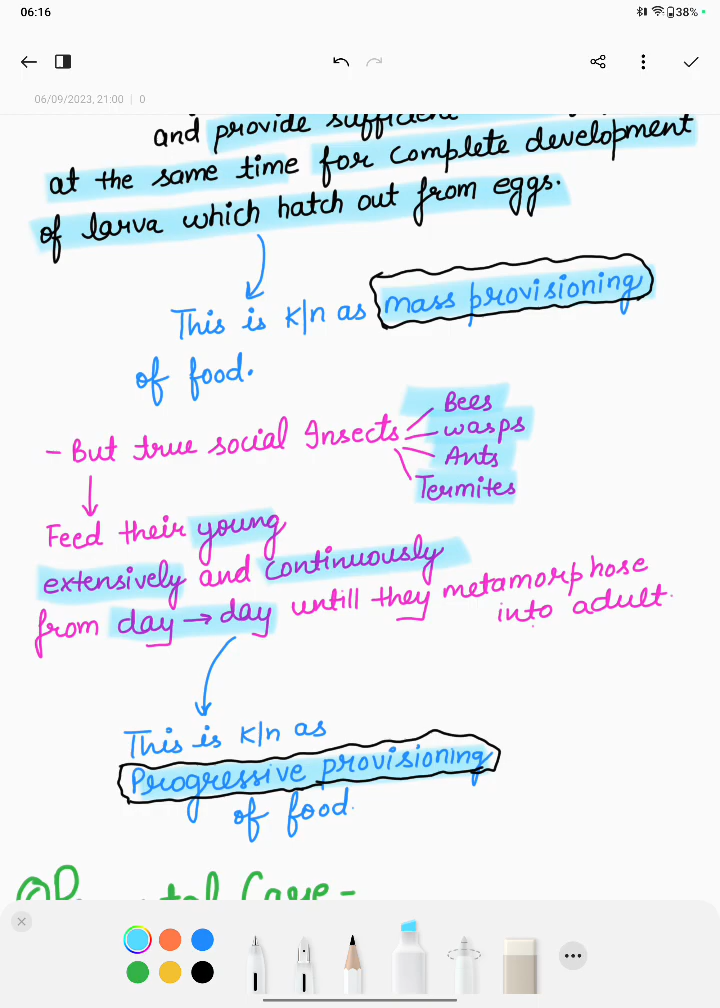 06:16
38%
06/09/2023, 21:00 | 0
and provide sufficient
at the same time for complete development
of larva which hatch out from eggs.
This is K/n as mass provisioning
of food.
- But true social Insects
Bees
wasps
Ants
Termites
Feed their young
extensively and continuously
from day → day untill they metamorphose
into adult.
This is K/n as
Progressive provisioning
of food.
Care -